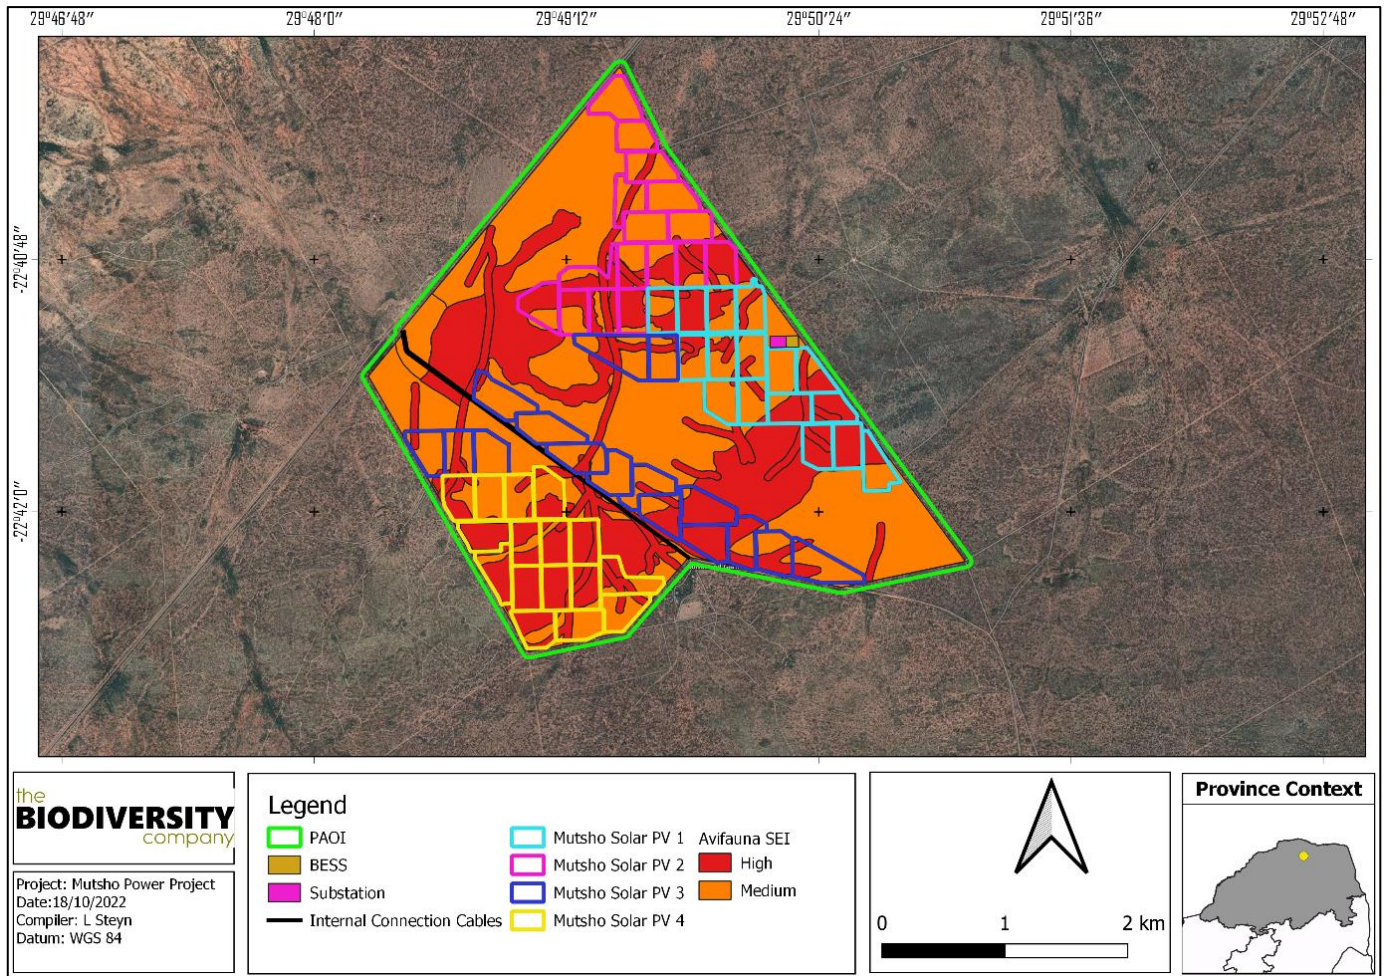 29°46′48″ 29°48′0″ 29°49′12″ 29°50′24″ 29°51′36″ 29°52′48″
-22°40′48″
-22°42′0″
the
BIODIVERSITY
company
Project: Mutsho Power Project
Date:18/10/2022
Compiler: L Steyn
Datum: WGS 84
Legend
PAOI
BESS
Substation
Internal Connection Cables
Mutsho Solar PV 1
Mutsho Solar PV 2
Mutsho Solar PV 3
Mutsho Solar PV 4
Avifauna SEI
High
Medium
0 1 2 km
Province Context